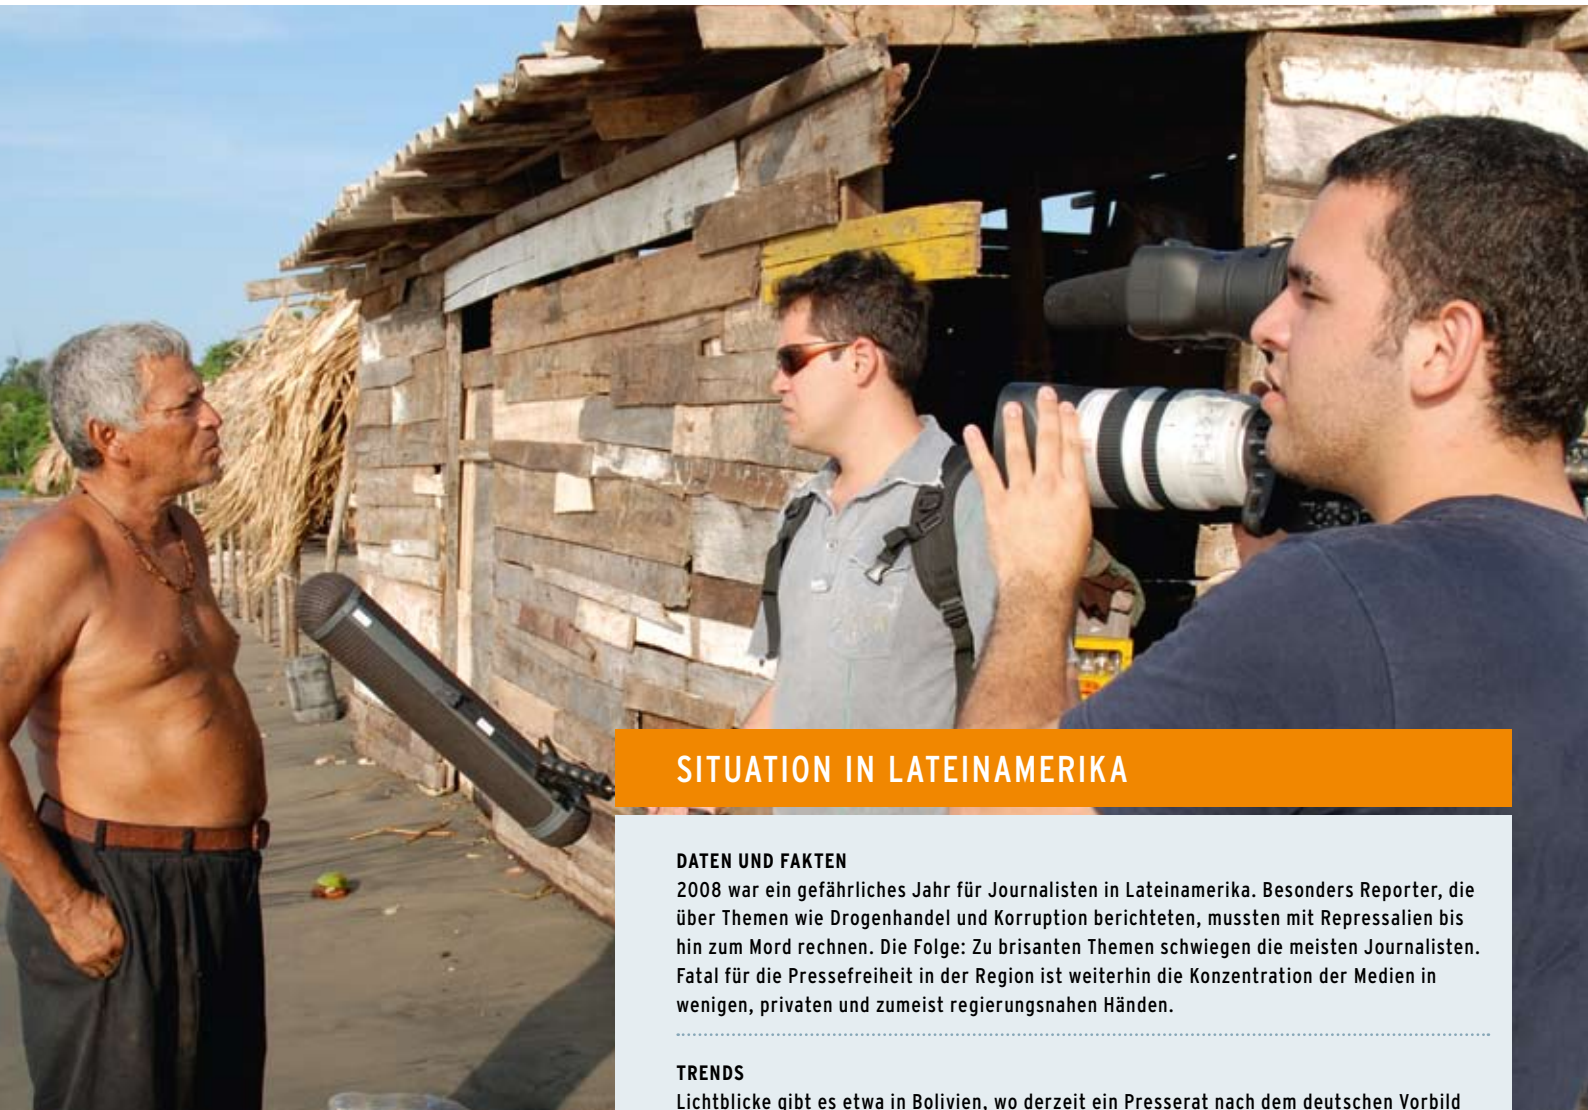 SITUATION IN LATEINAMERIKA
DATEN UND FAKTEN
2008 war ein gefährliches Jahr für Journalisten in Lateinamerika. Besonders Reporter, die
über Themen wie Drogenhandel und Korruption berichteten, mussten mit Repressalien bis
hin zum Mord rechnen. Die Folge: Zu brisanten Themen schwiegen die meisten Journalisten.
Fatal für die Pressefreiheit in der Region ist weiterhin die Konzentration der Medien in
wenigen, privaten und zumeist regierungsnahen Händen.
TRENDS
Lichtblicke gibt es etwa in Bolivien, wo derzeit ein Presserat nach dem deutschen Vorbild